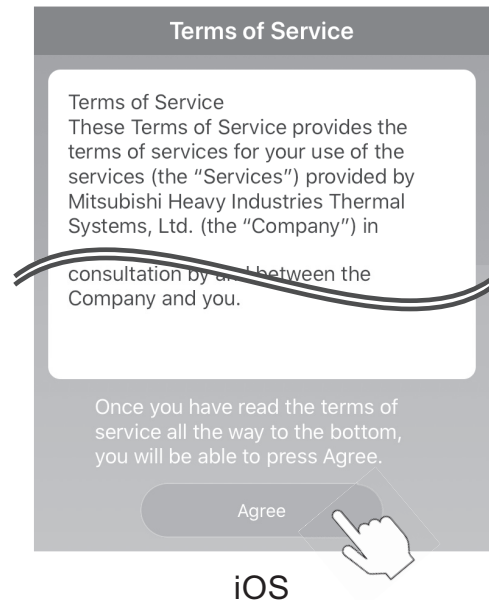 Terms of Service
Terms of Service
These Terms of Service provides the
terms of services for your use of the
services (the “Services”) provided by
Mitsubishi Heavy Industries Thermal
Systems, Ltd. (the “Company”) in
consultation by and between the
Company and you.
Once you have read the terms of
service all the way to the bottom,
you will be able to press Agree.
Agree
iOS